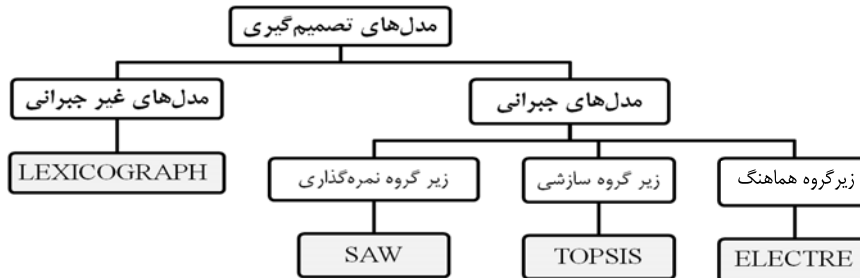 مدل‌های تصمیم‌گیری
مدل‌های جبرانی
مدل‌های غیر جبرانی
زیرگروه هماهنگ
زیر گروه سازشی
زیر گروه نمره‌گذاری
LEXICOGRAPH
ELECTRE
TOPSIS
SAW